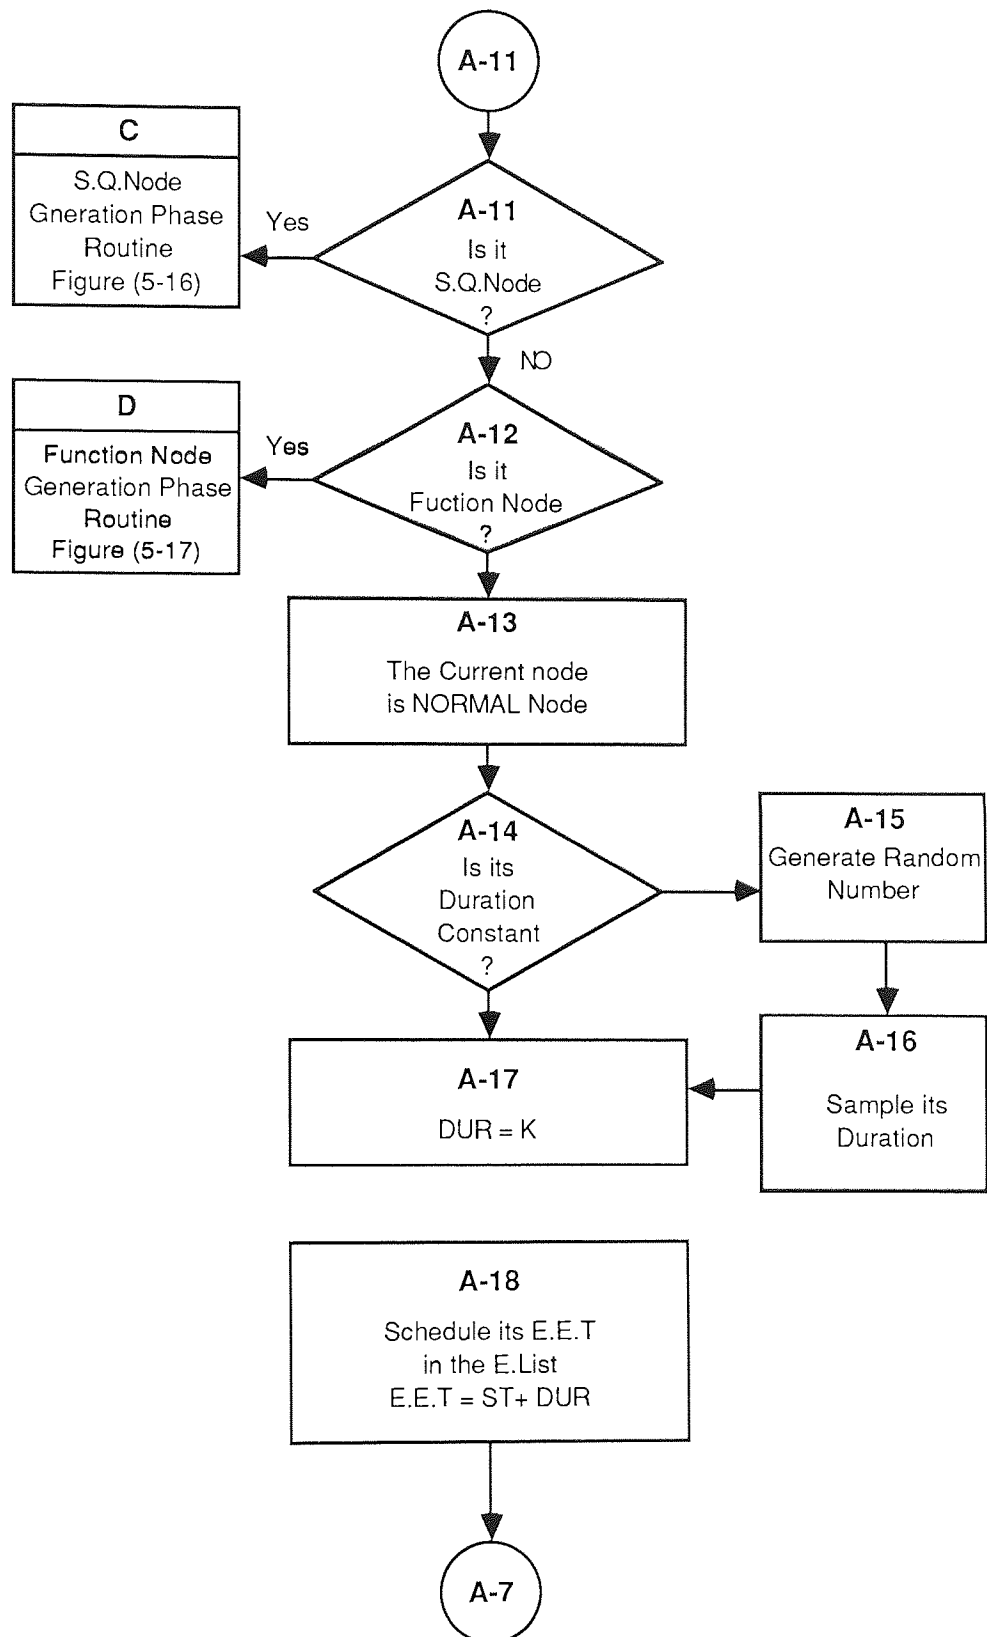 A-11
C
S.Q.Node
Gneration Phase
Routine
Figure (5-16)
Yes
A-11
Is it
S.Q.Node
?
NO
D
Function Node
Generation Phase
Routine
Figure (5-17)
Yes
A-12
Is it
Fuction Node
?
A-13
The Current node
is NORMAL Node
A-14
Is its
Duration
Constant
?
A-15
Generate Random
Number
A-16
Sample its
Duration
A-17
DUR = K
A-18
Schedule its E.E.T
in the E.List
E.E.T = ST+ DUR
A-7